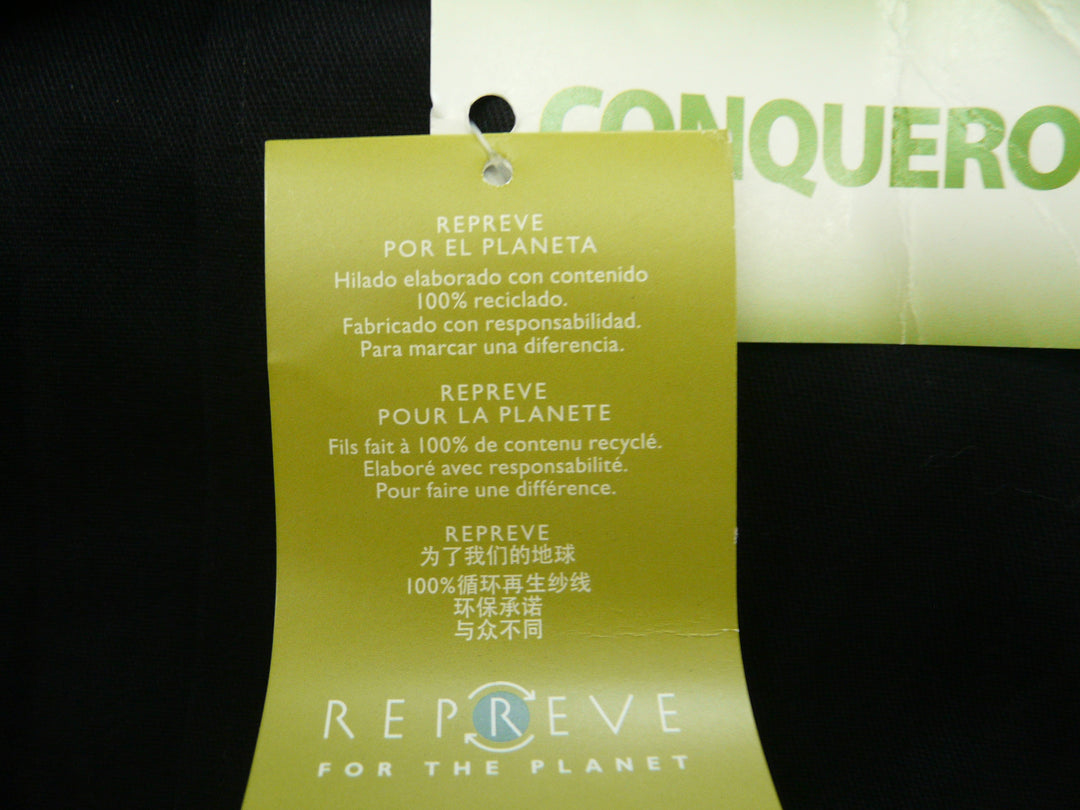 CONQUERO
REPREVE
POR EL PLANETA
Hilado elaborado con contenido
100% reciclado.
Fabricado con responsabilidad.
Para marcar una diferencia.
REPREVE
POUR LA PLANETE
Fils fait à 100% de contenu recyclé.
Elaboré avec responsabilité.
Pour faire une différence.
REPREVE
为了我们的地球
100%循环再生纱线
环保承诺
与众不同
REPREVE
FOR THE PLANET